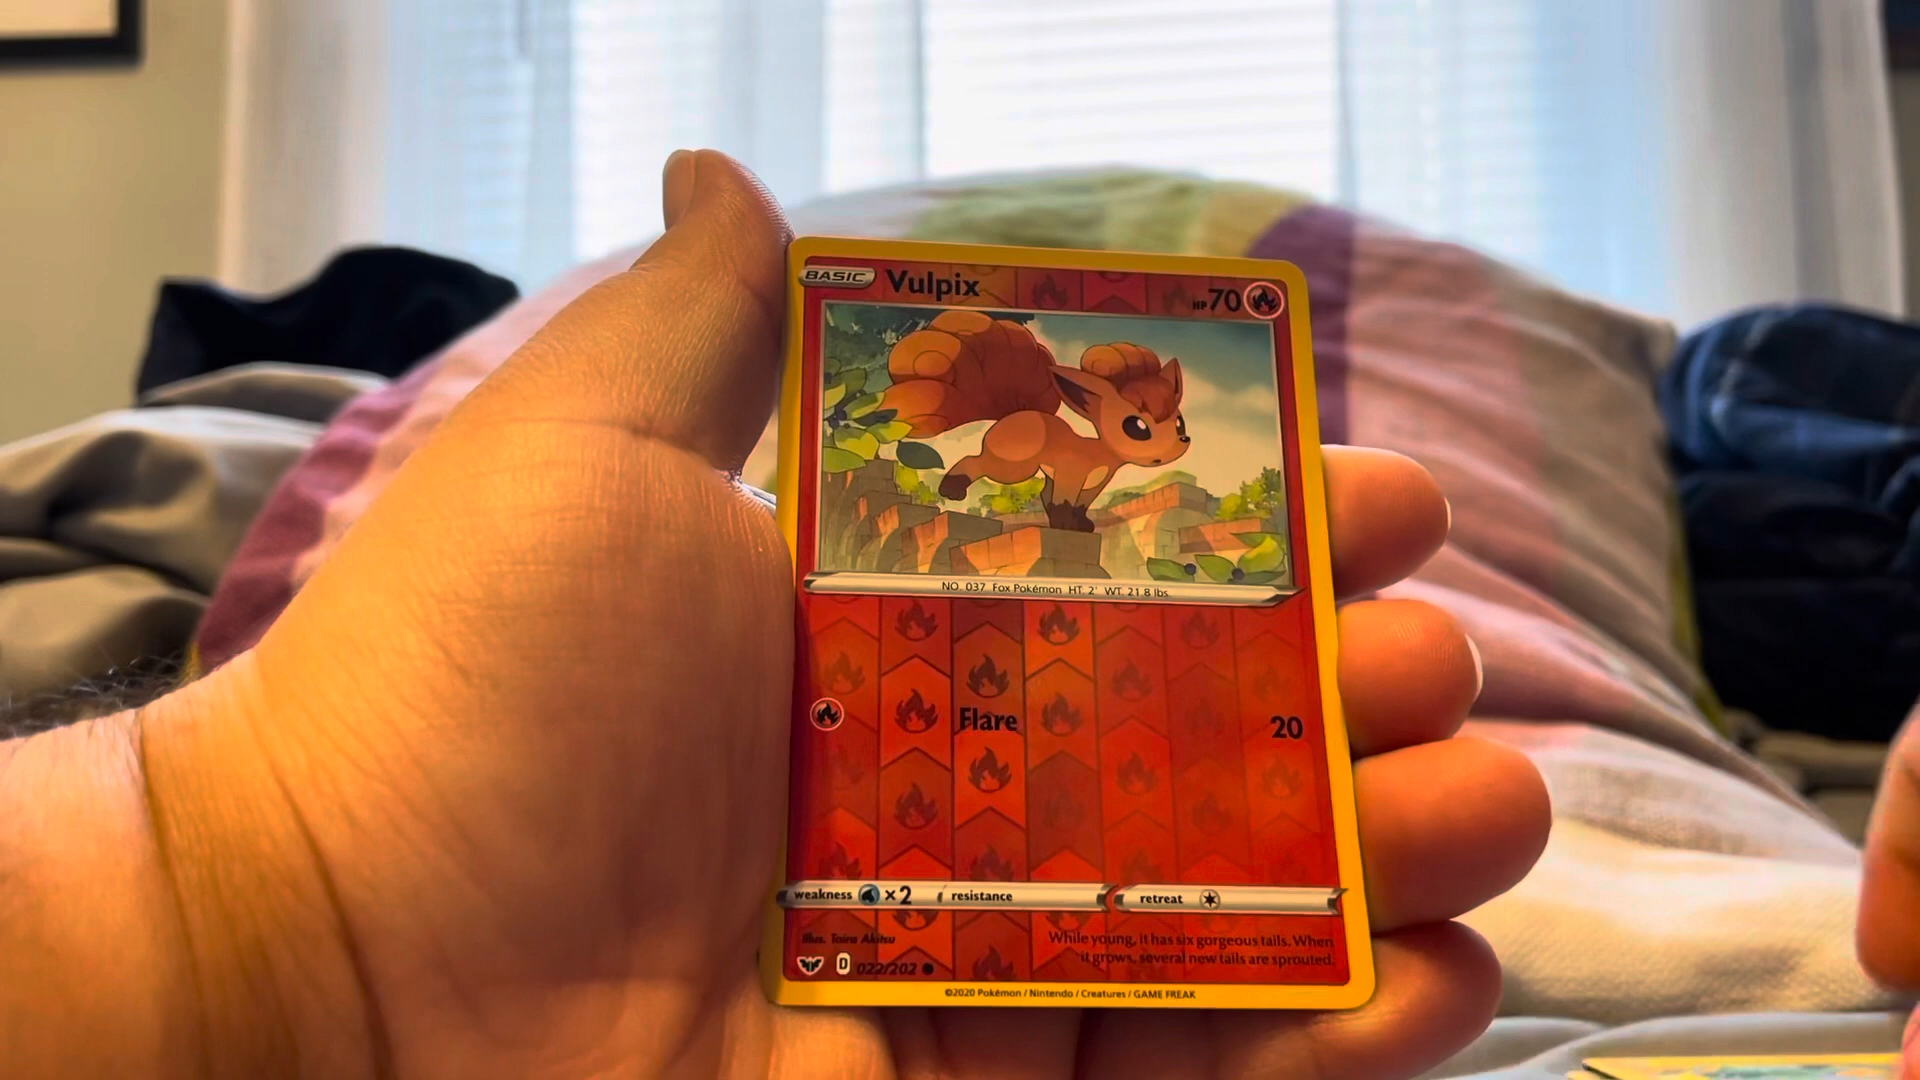 BASIC Vulpix HP 70
NO. 037 Fox Pokémon HT. 2' WT. 21.8 lbs.
Flare 20
weakness ×2 resistance retreat
Illus. Taira Akitsu
While young, it has six gorgeous tails. When
it grows, several new tails are sprouted.
D 022/202
©2020 Pokémon / Nintendo / Creatures / GAME FREAK